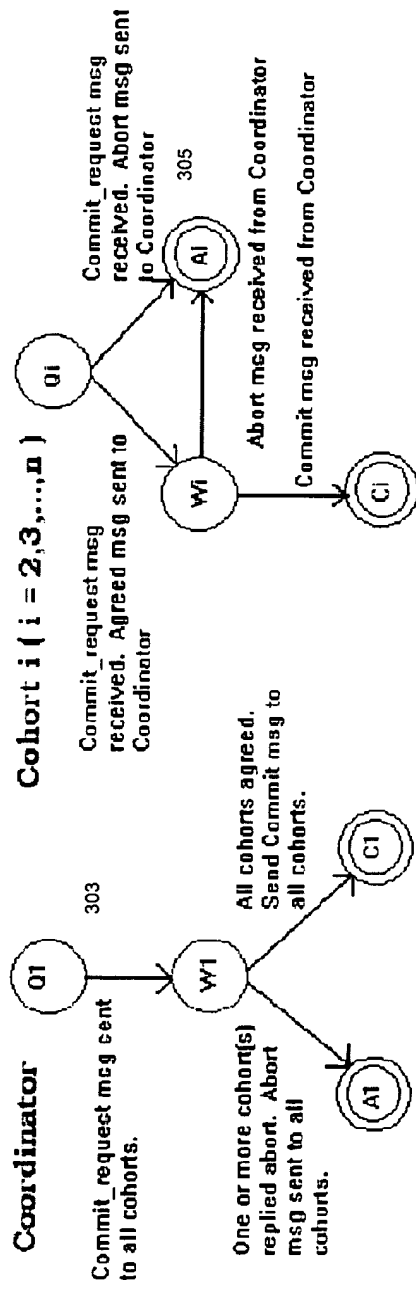 Coordinator
Q1
303
Commit_request msg cent
to all cohorts.
W1
One or more cohort(s)
replied abort. Abort
msg sent to all
cohorts.
All cohorts agreed.
Send Commit msg to
all cohorts.
A1
C1
Cohort i ( i = 2,3,...,n )
Qi
Commit_request msg
received. Agreed msg sent to
Coordinator
Commit_request msg
received. Abort msg sent
to Coordinator
305
Wi
Ai
Abort msg received from Coordinator
Commit msg received from Coordinator
Ci